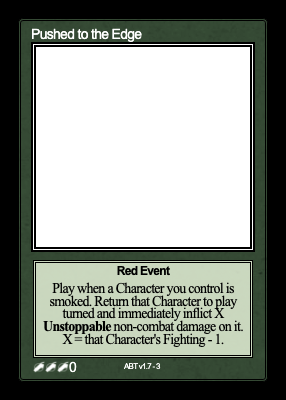 Pushed to the Edge
Red Event
Play when a Character you control is
smoked. Return that Character to play
turned and immediately inflict X
Unstoppable non-combat damage on it.
X = that Character's Fighting - 1.
0
ABT v1.7 - 3